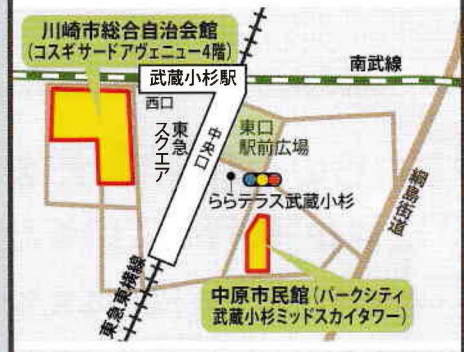 川崎市総合自治会館
(コスギサードアヴェニュー4階)
武蔵小杉駅
南武線
西口
東急
スクエア
中央口
東口
駅前広場
ららテラス武蔵小杉
綱島街道
東急東横線
中原市民館(パークシティ
武蔵小杉ミッドスカイタワー)